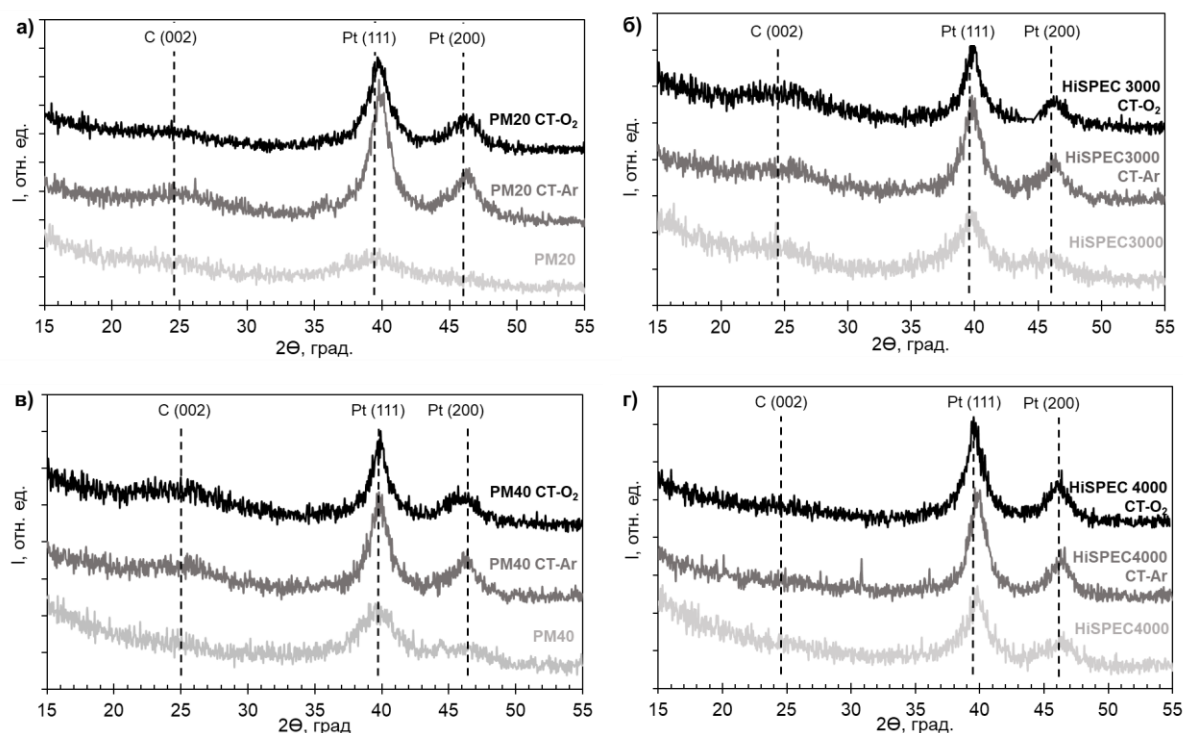 а)
C (002)
Pt (111)
Pt (200)
PM20 CT-O₂
PM20 CT-Ar
PM20
I, отн. ед.
15 20 25 30 35 40 45 50 55
2Ɵ, град.
б)
C (002)
Pt (111)
Pt (200)
HiSPEC 3000
CT-O₂
HiSPEC3000
CT-Ar
HiSPEC3000
I, отн. ед.
15 20 25 30 35 40 45 50 55
2Ɵ, град.
в)
C (002)
Pt (111)
Pt (200)
PM40 CT-O₂
PM40 CT-Ar
PM40
I, отн. ед.
15 20 25 30 35 40 45 50 55
2Ɵ, град
г)
C (002)
Pt (111)
Pt (200)
HiSPEC 4000
CT-O₂
HiSPEC4000
CT-Ar
HiSPEC4000
I, отн. ед.
15 20 25 30 35 40 45 50 55
2Ɵ, град.